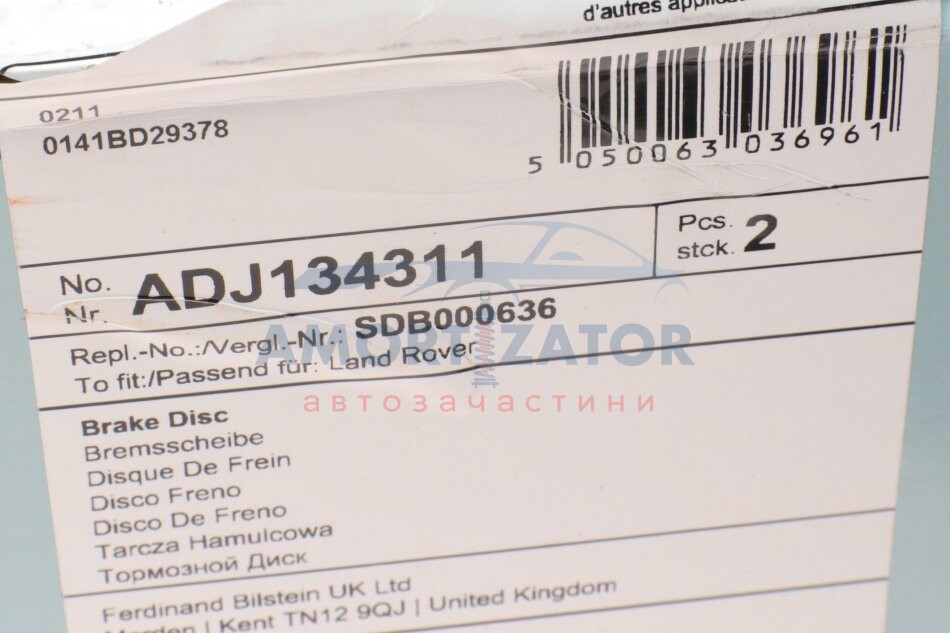 d'autres
0211
0141BD29378
5 050063 036961
No. ADJ134311
Nr.
Pcs. 2
stck.
Repl.-No.:/Vergl.-Nr.: SDB000636
To fit:/Passend für: Land Rover
AMORTIZATOR
автозачастини
Brake Disc
Bremsscheibe
Disque De Frein
Disco Freno
Disco De Freno
Tarcza Hamulcowa
Тормозной Диск
Ferdinand Bilstein UK Ltd
Marden | Kent TN12 9QJ | United Kingdom